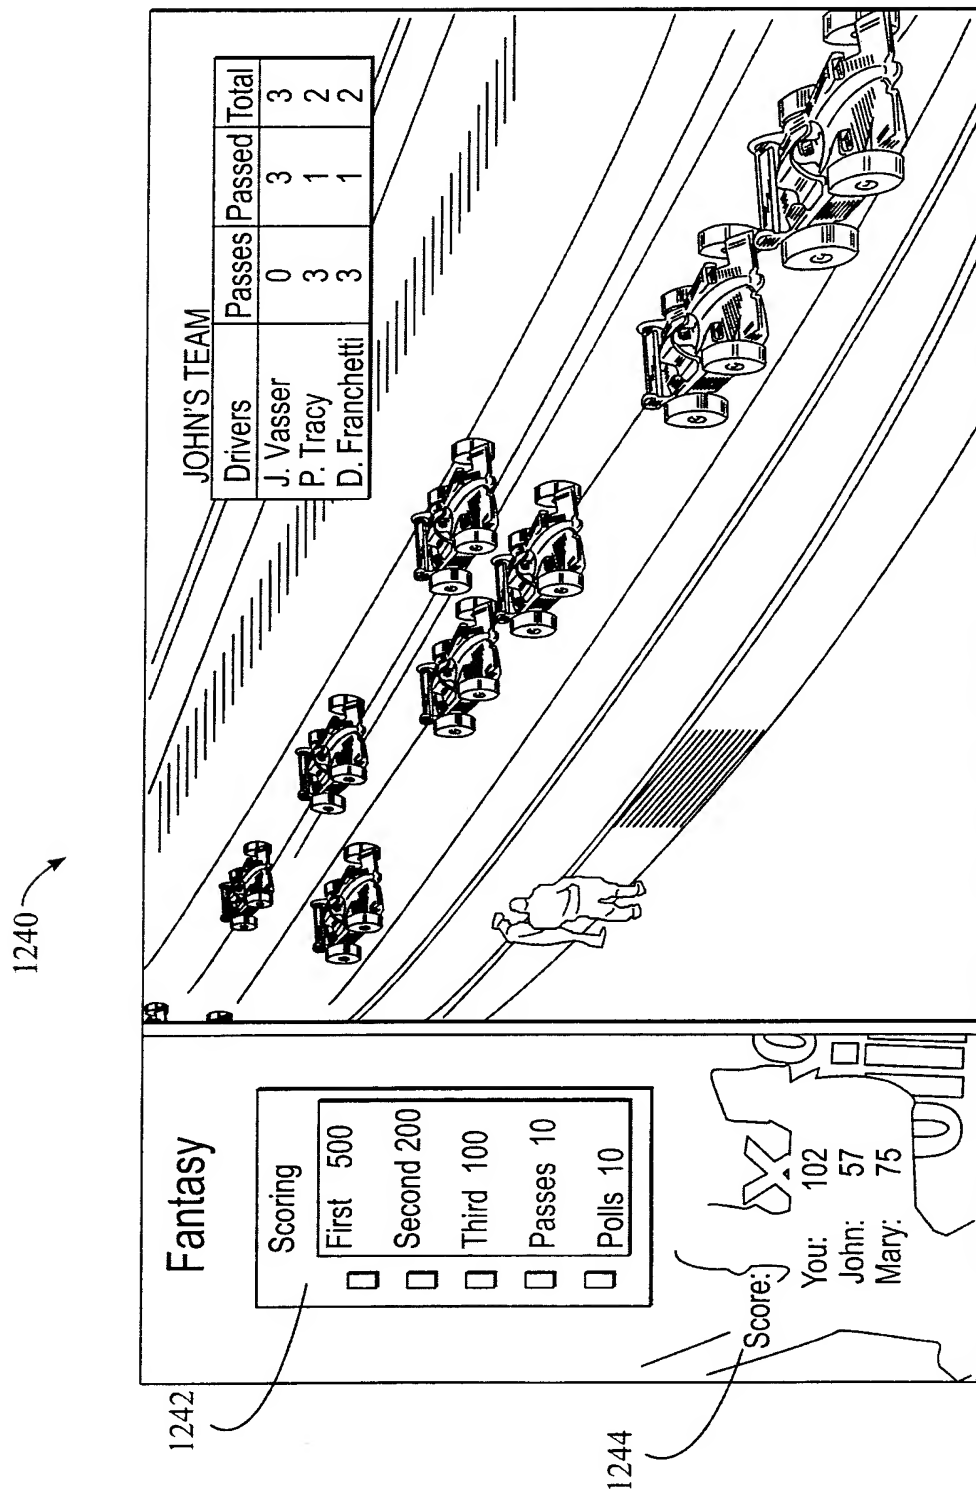 1240
Fantasy
1242
Scoring
First 500
Second 200
Third 100
Passes 10
Polls 10
1244
Score:
You: 102
John: 57
Mary: 75
JOHN'S TEAM
Drivers Passes Passed Total
J. Vasser 0 3 3
P. Tracy 3 1 2
D. Franchetti 3 1 2